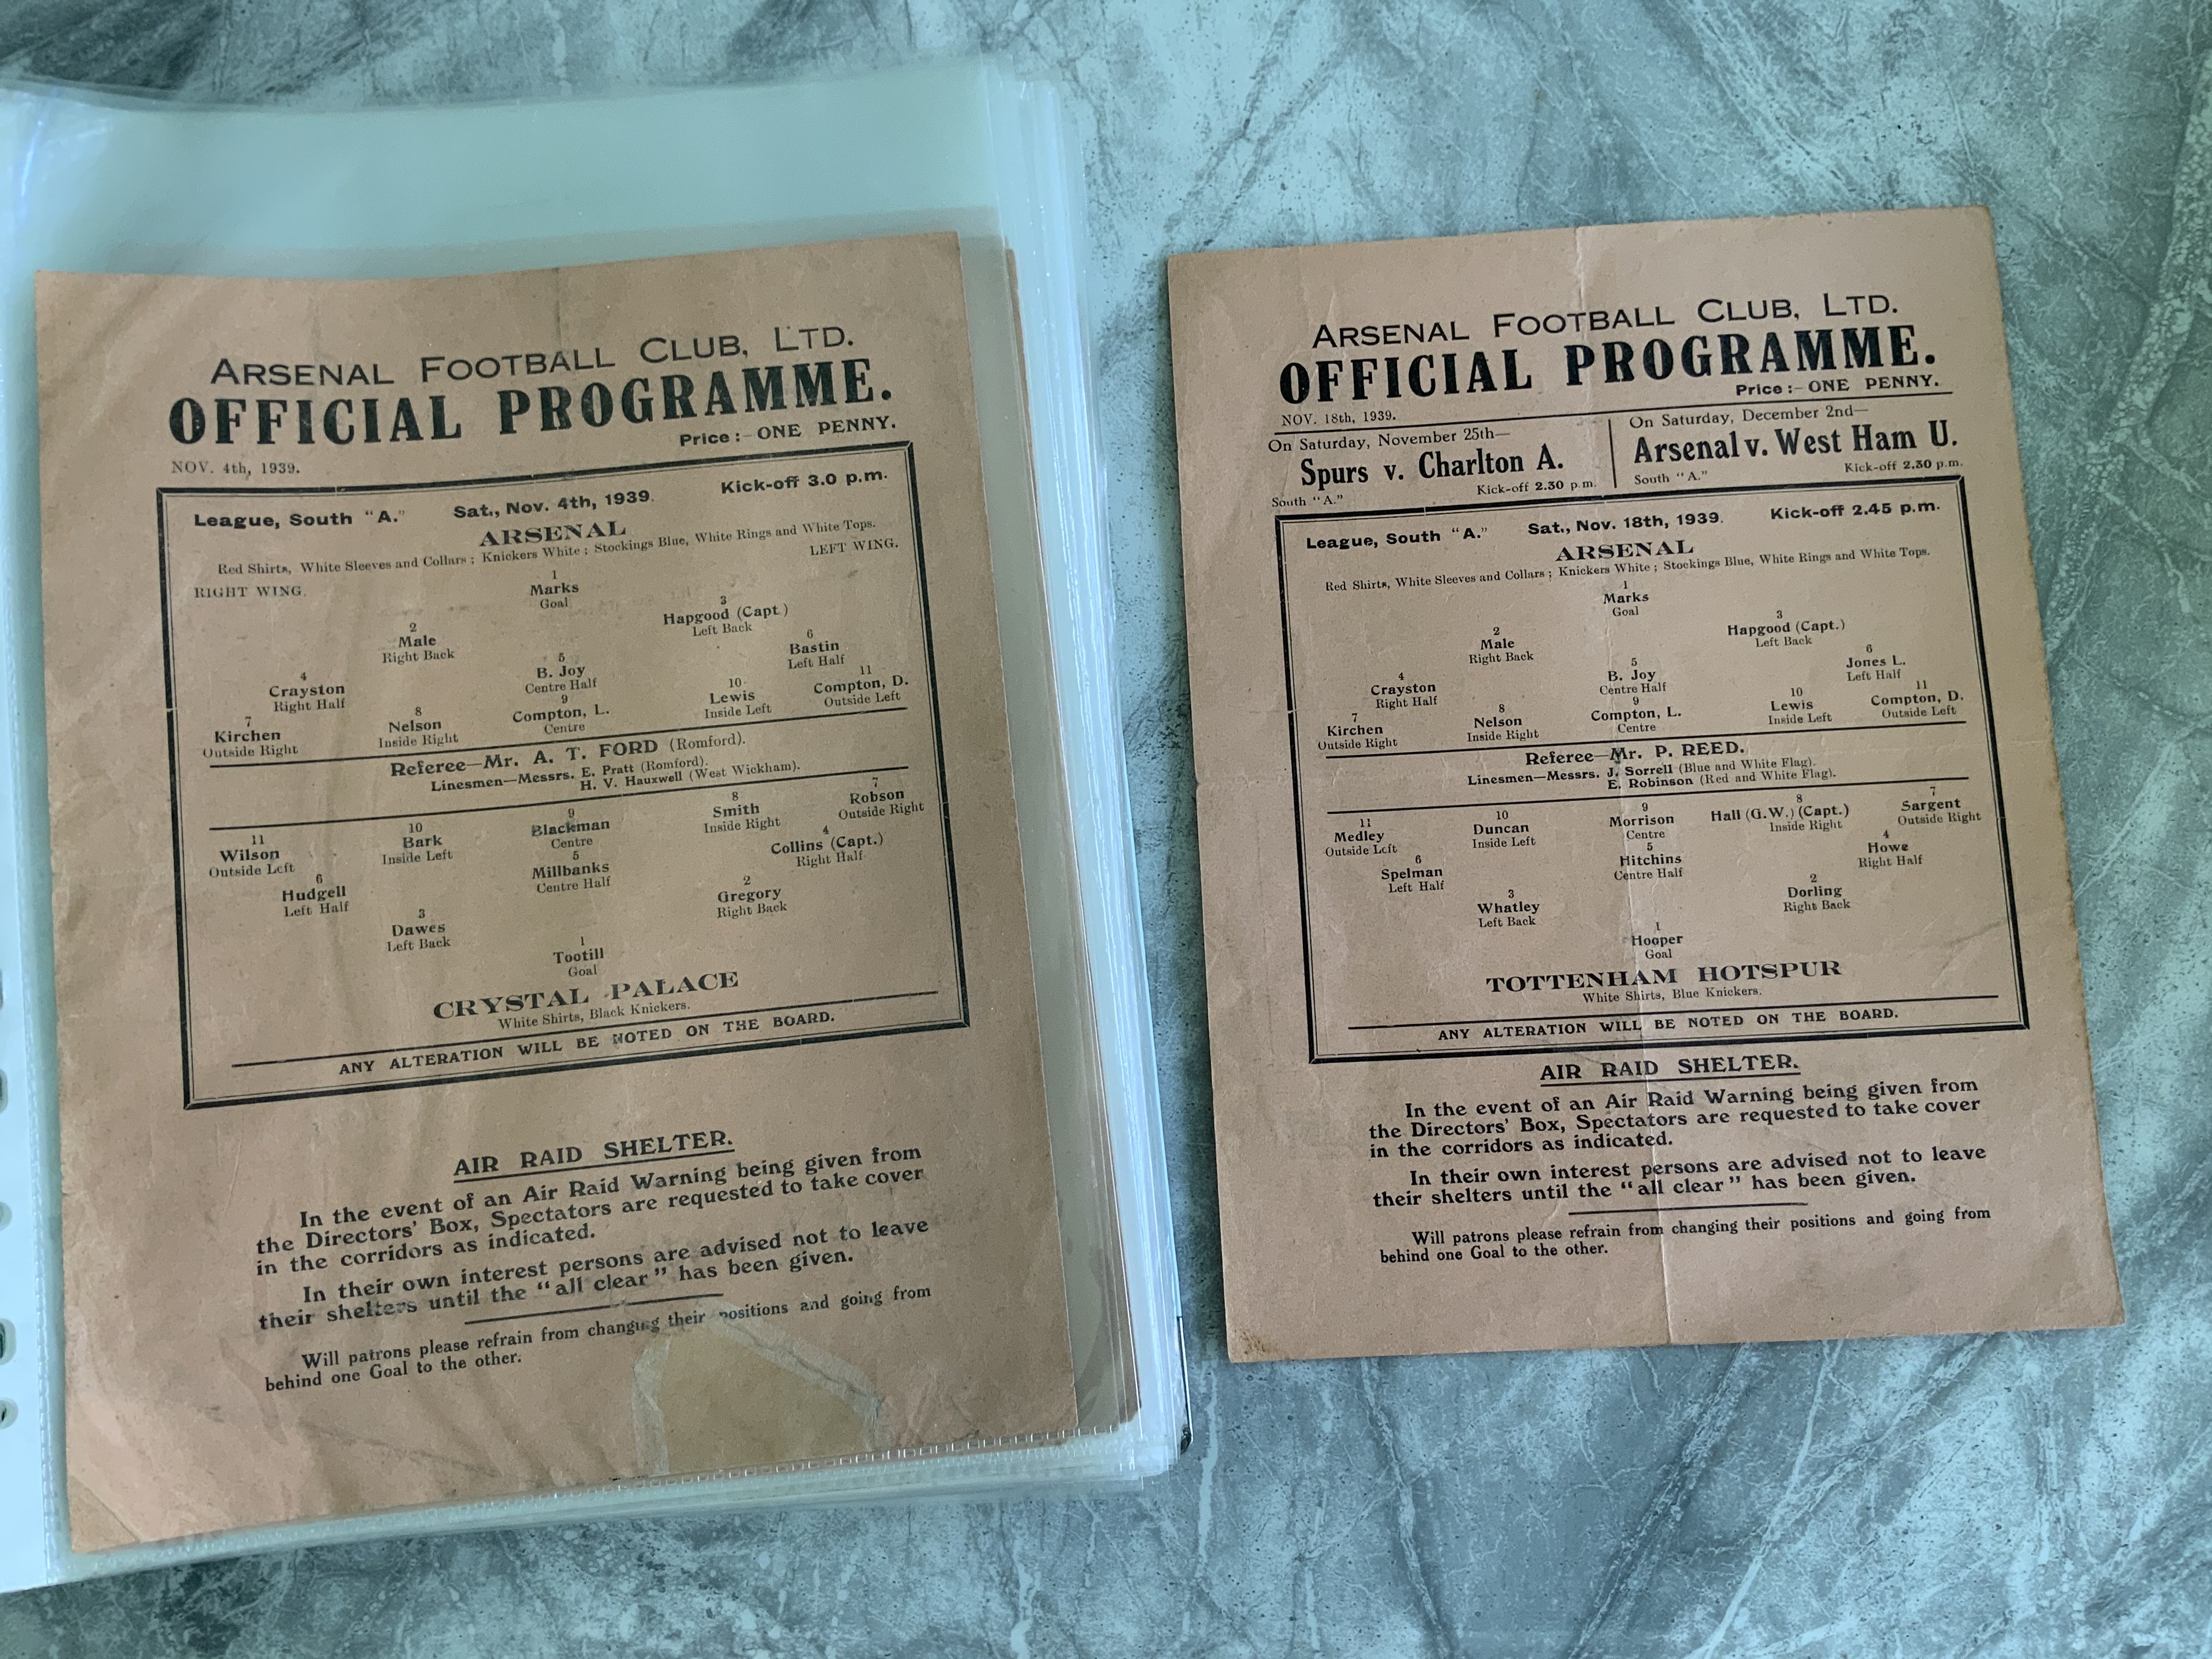 ARSENAL FOOTBALL CLUB, LTD.
OFFICIAL PROGRAMME.
Price :- ONE PENNY.
NOV. 4th, 1939.
League, South "A." Sat., Nov. 4th, 1939. Kick-off 3.0 p.m.
ARSENAL
Red Shirts, White Sleeves and Collars ; Knickers White ; Stockings Blue, White Rings and White Tops.
RIGHT WING. LEFT WING.
1
Marks
Goal
2 3
Male Hapgood (Capt.)
Right Back Left Back
4 5 6
Crayston B. Joy Bastin
Right Half Centre Half Left Half
7 8 9 10 11
Kirchen Nelson Compton, L. Lewis Compton, D.
Outside Right Inside Right Centre Inside Left Outside Left
Referee—Mr. A. T. FORD (Romford).
Linesmen—Messrs. E. Pratt (Romford).
H. V. Hauxwell (West Wickham).
11 10 9 8 7
Wilson Bark Blackman Smith Robson
Outside Left Inside Left Centre Inside Right Outside Right
6 5 4
Hudgell Millbanks Collins (Capt.)
Left Half Centre Half Right Half
3 2
Dawes Gregory
Left Back Right Back
1
Tootill
Goal
CRYSTAL PALACE
White Shirts, Black Knickers.
ANY ALTERATION WILL BE NOTED ON THE BOARD.
AIR RAID SHELTER.
In the event of an Air Raid Warning being given from
the Directors' Box, Spectators are requested to take cover
in the corridors as indicated.
In their own interest persons are advised not to leave
their shelters until the "all clear" has been given.
Will patrons please refrain from changing their positions and going from
behind one Goal to the other.
ARSENAL FOOTBALL CLUB, LTD.
OFFICIAL PROGRAMME.
Price :- ONE PENNY.
NOV. 18th, 1939.
On Saturday, November 25th—
Spurs v. Charlton A.
South "A." Kick-off 2.30 p.m.
On Saturday, December 2nd—
Arsenal v. West Ham U.
South "A." Kick-off 2.30 p.m.
League, South "A." Sat., Nov. 18th, 1939. Kick-off 2.45 p.m.
ARSENAL
Red Shirts, White Sleeves and Collars ; Knickers White ; Stockings Blue, White Rings and White Tops.
1
Marks
Goal
2 3
Male Hapgood (Capt.)
Right Back Left Back
4 5 6
Crayston B. Joy Jones L.
Right Half Centre Half Left Half
7 8 9 10 11
Kirchen Nelson Compton, L. Lewis Compton, D.
Outside Right Inside Right Centre Inside Left Outside Left
Referee—Mr. P. REED.
Linesmen—Messrs. J. Sorrell (Blue and White Flag).
E. Robinson (Red and White Flag).
11 10 9 8 7
Medley Duncan Morrison Hall (G.W.) (Capt.) Sargent
Outside Left Inside Left Centre Inside Right Outside Right
6 5 4
Spelman Hitchins Howe
Left Half Centre Half Right Half
3 2
Whatley Dorling
Left Back Right Back
1
Hooper
Goal
TOTTENHAM HOTSPUR
White Shirts, Blue Knickers.
ANY ALTERATION WILL BE NOTED ON THE BOARD.
AIR RAID SHELTER.
In the event of an Air Raid Warning being given from
the Directors' Box, Spectators are requested to take cover
in the corridors as indicated.
In their own interest persons are advised not to leave
their shelters until the "all clear" has been given.
Will patrons please refrain from changing their positions and going from
behind one Goal to the other.